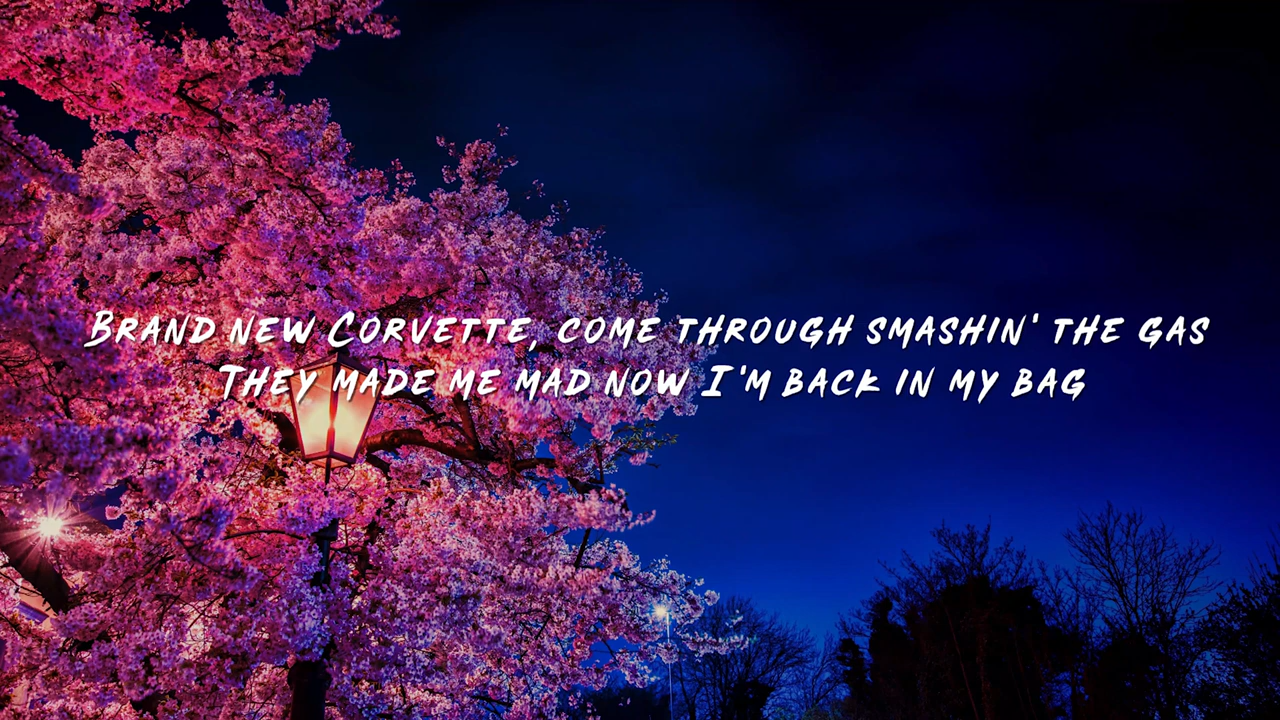 Brand new Corvette, come through smashin' the gas
They made me mad now I'm back in my bag